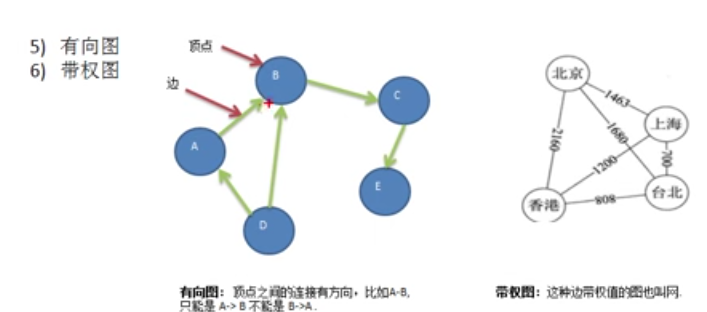 5) 有向图
6) 带权图
顶点
边
B
C
A
E
D
有向图：顶点之间的连接有方向，比如A-B,
只能是 A-> B 不能是 B->A .
北京
1463
上海
2160
1680
1200
700
香港
808
台北
带权图：这种边带权值的图也叫网.